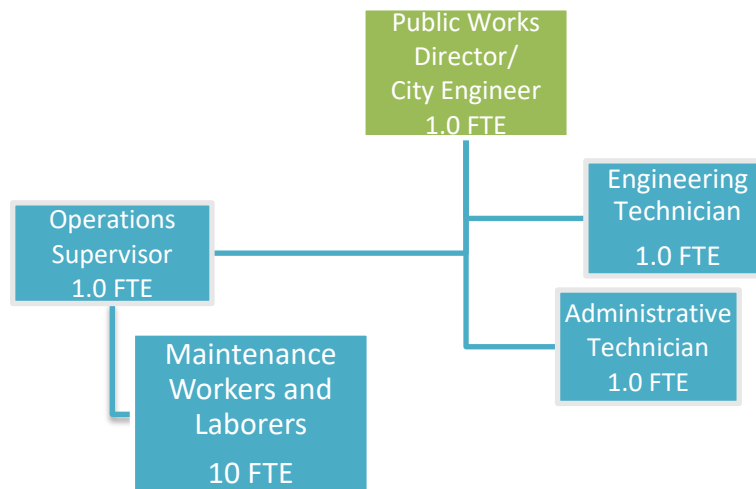 Public Works
Director/
City Engineer
1.0 FTE
Engineering
Technician
1.0 FTE
Operations
Supervisor
1.0 FTE
Administrative
Technician
1.0 FTE
Maintenance
Workers and
Laborers
10 FTE